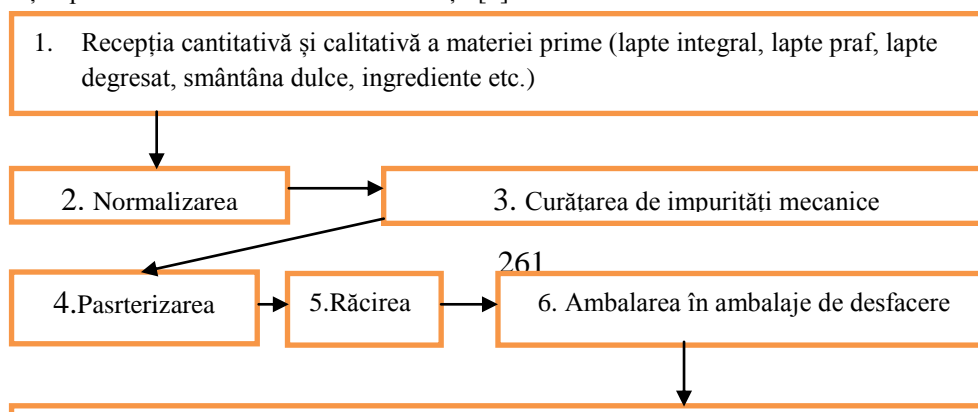 1. Recepția cantitativă și calitativă a materiei prime (lapte integral, lapte praf, lapte
degresat, smântâna dulce, ingrediente etc.)
2. Normalizarea
3. Curățarea de impurități mecanice
261
4.Pasrterizarea
5.Răcirea
6. Ambalarea în ambalaje de desfacere